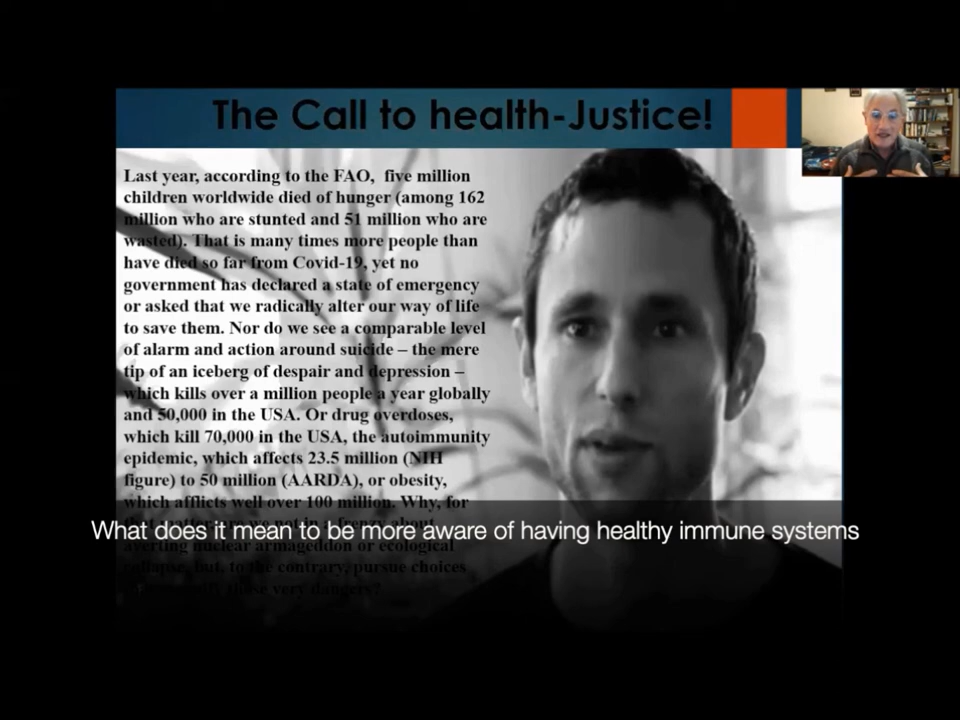 The Call to health-Justice!
Last year, according to the FAO, five million
children worldwide died of hunger (among 162
million who are stunted and 51 million who are
wasted). That is many times more people than
have died so far from Covid-19, yet no
government has declared a state of emergency
or asked that we radically alter our way of life
to save them. Nor do we see a comparable level
of alarm and action around suicide – the mere
tip of an iceberg of despair and depression –
which kills over a million people a year globally
and 50,000 in the USA. Or drug overdoses,
which kill 70,000 in the USA, the autoimmunity
epidemic, which affects 23.5 million (NIH
figure) to 50 million (AARDA), or obesity,
which afflicts well over 100 million. Why, for
What does it mean to be more aware of having healthy immune systems
averting nuclear armageddon or ecological
collapse, but, to the contrary, pursue choices
those very dangers?